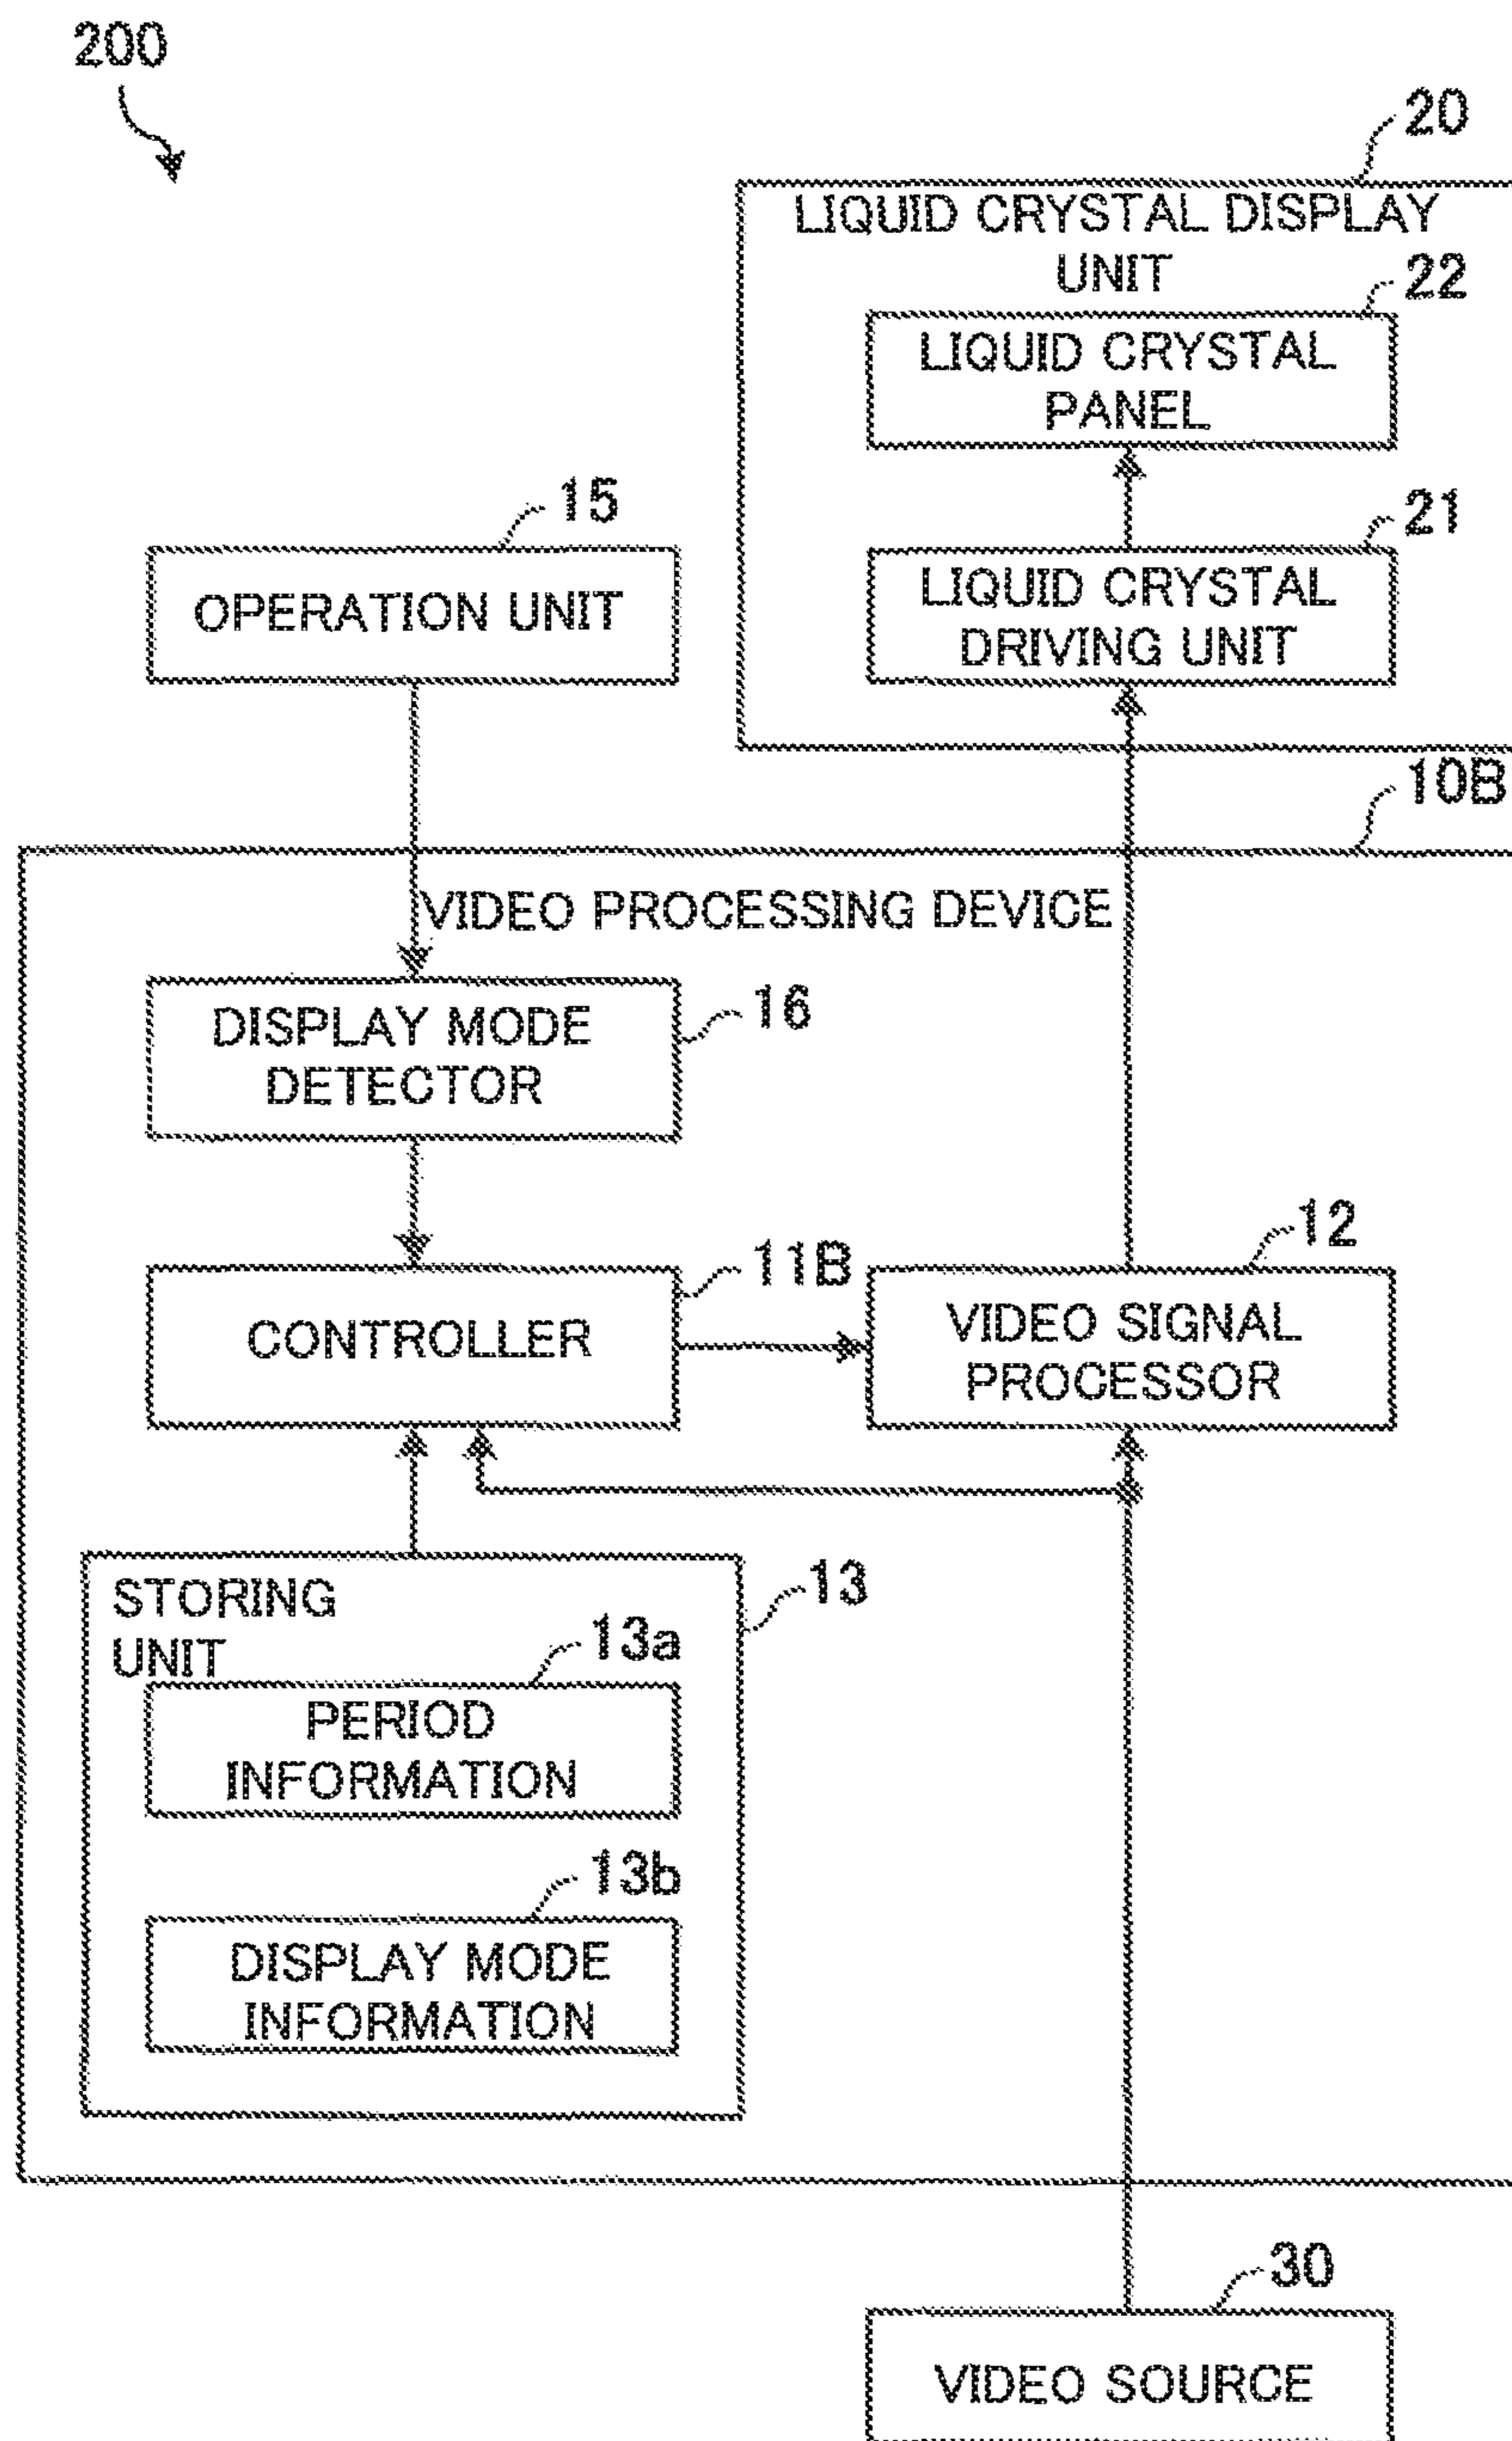 200
20
LIQUID CRYSTAL DISPLAY
UNIT
22
LIQUID CRYSTAL
PANEL
15
OPERATION UNIT
21
LIQUID CRYSTAL
DRIVING UNIT
10B
VIDEO PROCESSING DEVICE
DISPLAY MODE
DETECTOR
16
CONTROLLER
11B
12
VIDEO SIGNAL
PROCESSOR
STORING
UNIT
13
13a
PERIOD
INFORMATION
13b
DISPLAY MODE
INFORMATION
30
VIDEO SOURCE